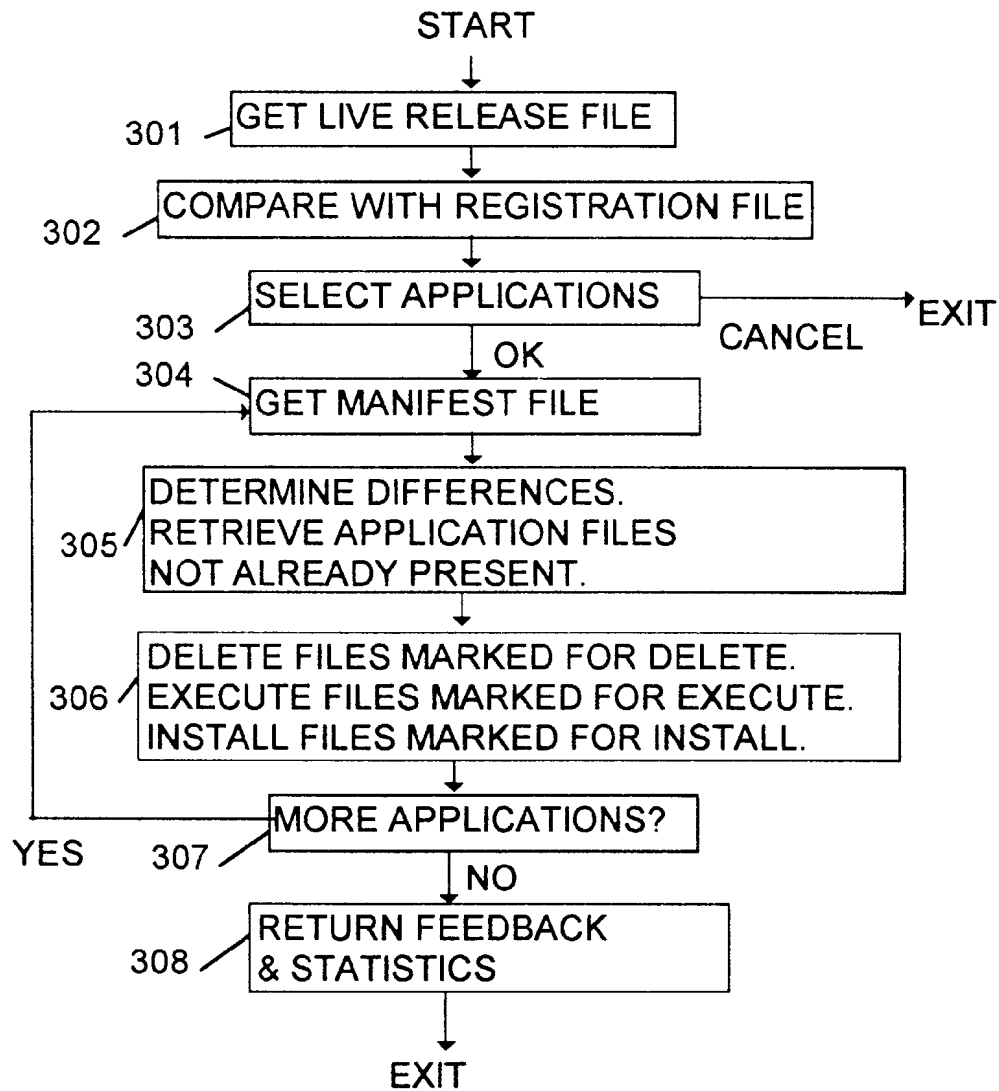 START
301
GET LIVE RELEASE FILE
302
COMPARE WITH REGISTRATION FILE
303
SELECT APPLICATIONS
EXIT
CANCEL
OK
304
GET MANIFEST FILE
305
DETERMINE DIFFERENCES.
RETRIEVE APPLICATION FILES
NOT ALREADY PRESENT.
306
DELETE FILES MARKED FOR DELETE.
EXECUTE FILES MARKED FOR EXECUTE.
INSTALL FILES MARKED FOR INSTALL.
MORE APPLICATIONS?
YES
307
NO
308
RETURN FEEDBACK
& STATISTICS
EXIT